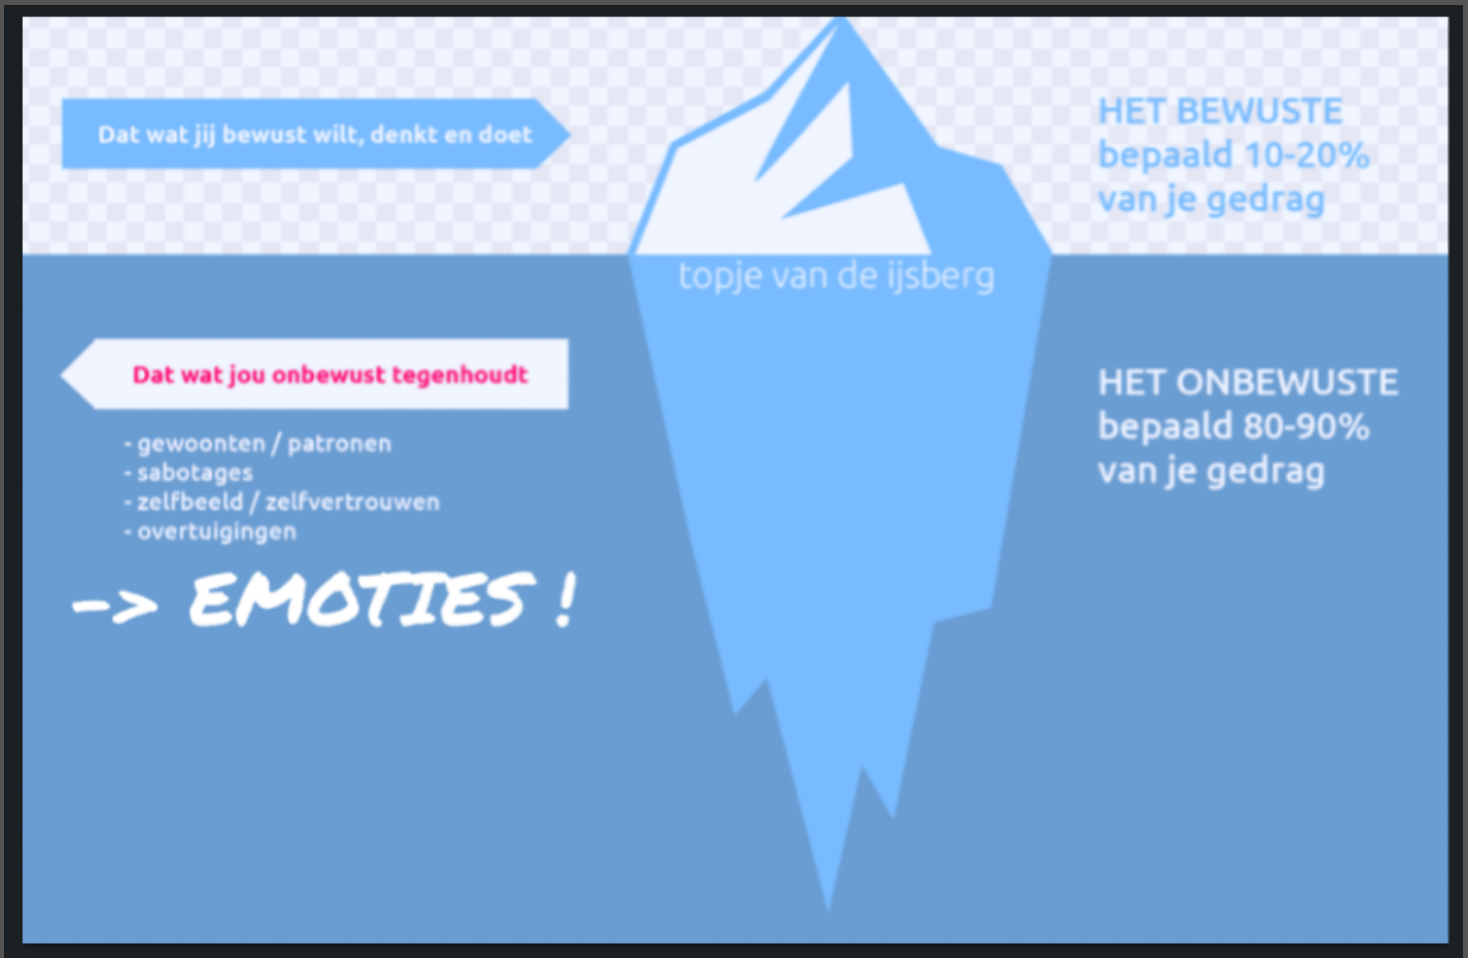 Dat wat jij bewust wilt, denkt en doet
HET BEWUSTE
bepaald 10-20%
van je gedrag
topje van de ijsberg
Dat wat jou onbewust tegenhoudt
- gewoonten / patronen
- sabotages
- zelfbeeld / zelfvertrouwen
- overtuigingen
-> EMOTIES !
HET ONBEWUSTE
bepaald 80-90%
van je gedrag